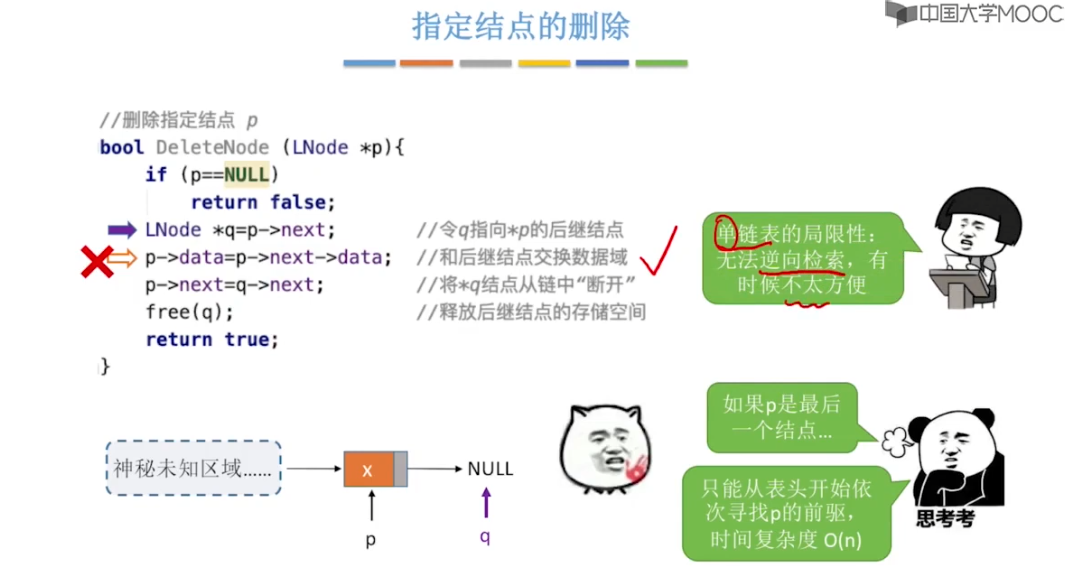 中国大学MOOC
指定结点的删除
//删除指定结点 p
bool DeleteNode (LNode *p){
if (p==NULL)
return false;
LNode *q=p->next; //令q指向*p的后继结点
p->data=p->next->data; //和后继结点交换数据域
p->next=q->next; //将*q结点从链中“断开”
free(q); //释放后继结点的存储空间
return true;
}
单链表的局限性：
无法逆向检索，有
时候不太方便
如果p是最后
一个结点...
只能从表头开始依
次寻找p的前驱，
时间复杂度 O(n)
思考考
神秘未知区域......
x
NULL
p
q